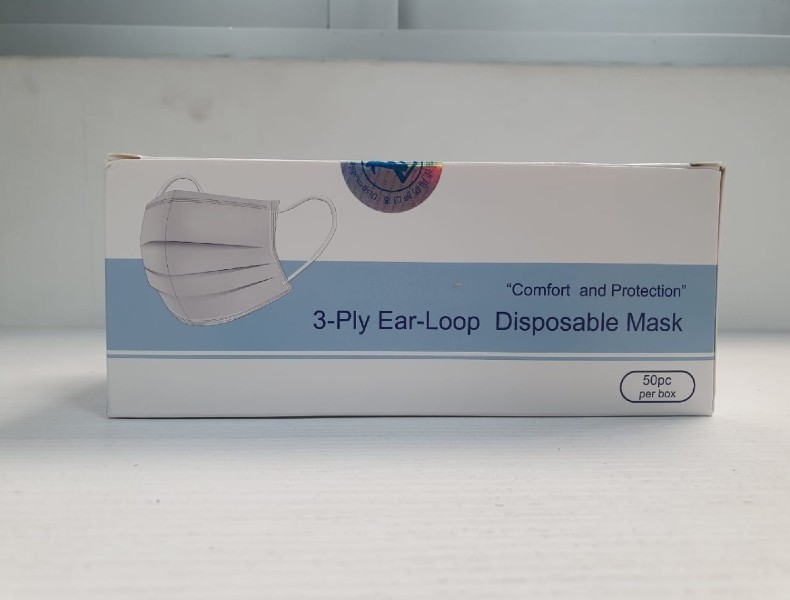 “Comfort and Protection”
3-Ply Ear-Loop Disposable Mask
50pc
per box